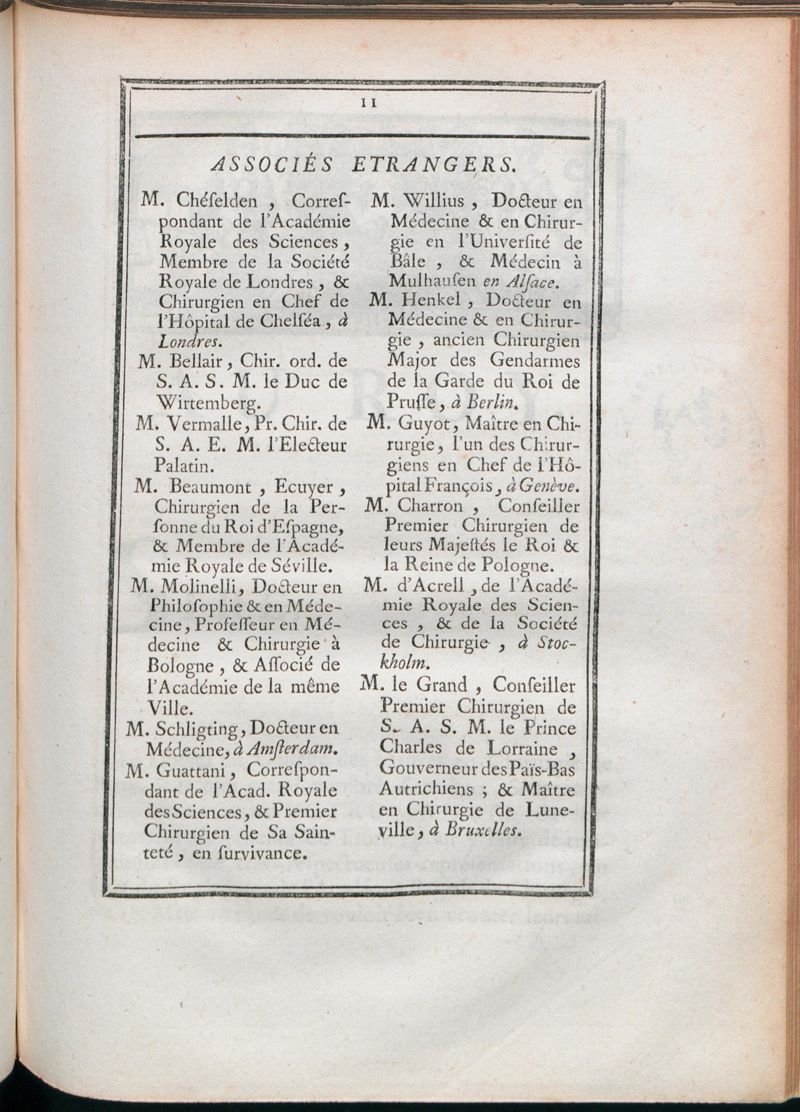 11
ASSOCIÉS ETRANGERS.
M. Chéſelden , Correſ-
pondant de l'Académie
Royale des Sciences ,
Membre de la Société
Royale de Londres , &
Chirurgien en Chef de
l'Hôpital de Chelſéa , à
Londres.
M. Bellair , Chir. ord. de
S. A. S. M. le Duc de
Wirtemberg.
M. Vermalle, Pr. Chir. de
S. A. E. M. l'Electeur
Palatin.
M. Beaumont , Ecuyer ,
Chirurgien de la Per-
ſonne du Roi d'Eſpagne,
& Membre de l'Acadé-
mie Royale de Séville.
M. Molinelli, Docteur en
Philoſophie & en Méde-
cine, Profeſſeur en Mé-
decine & Chirurgie à
Bologne , & Aſſocié de
l'Académie de la même
Ville.
M. Schligting, Docteur en
Médecine, à Amſterdam.
M. Guattani, Correſpon-
dant de l'Acad. Royale
des Sciences, & Premier
Chirurgien de Sa Sain-
teté , en ſurvivance.
M. Willius , Docteur en
Médecine & en Chirur-
gie en l'Univerſité de
Bâle , & Médecin à
Mulhauſen en Alſace.
M. Henkel , Docteur en
Médecine & en Chirur-
gie , ancien Chirurgien
Major des Gendarmes
de la Garde du Roi de
Pruſſe, à Berlin.
M. Guyot, Maître en Chi-
rurgie, l'un des Chirur-
giens en Chef de l'Hô-
pital François, à Genève.
M. Charron , Conſeiller
Premier Chirurgien de
leurs Majeſtés le Roi &
la Reine de Pologne.
M. d'Acrell , de l'Acadé-
mie Royale des Scien-
ces , & de la Société
de Chirurgie , à Stoc-
kholm.
M. le Grand , Conſeiller
Premier Chirurgien de
S. A. S. M. le Prince
Charles de Lorraine ,
Gouverneur des Païs-Bas
Autrichiens ; & Maître
en Chirurgie de Lune-
ville, à Bruxelles.